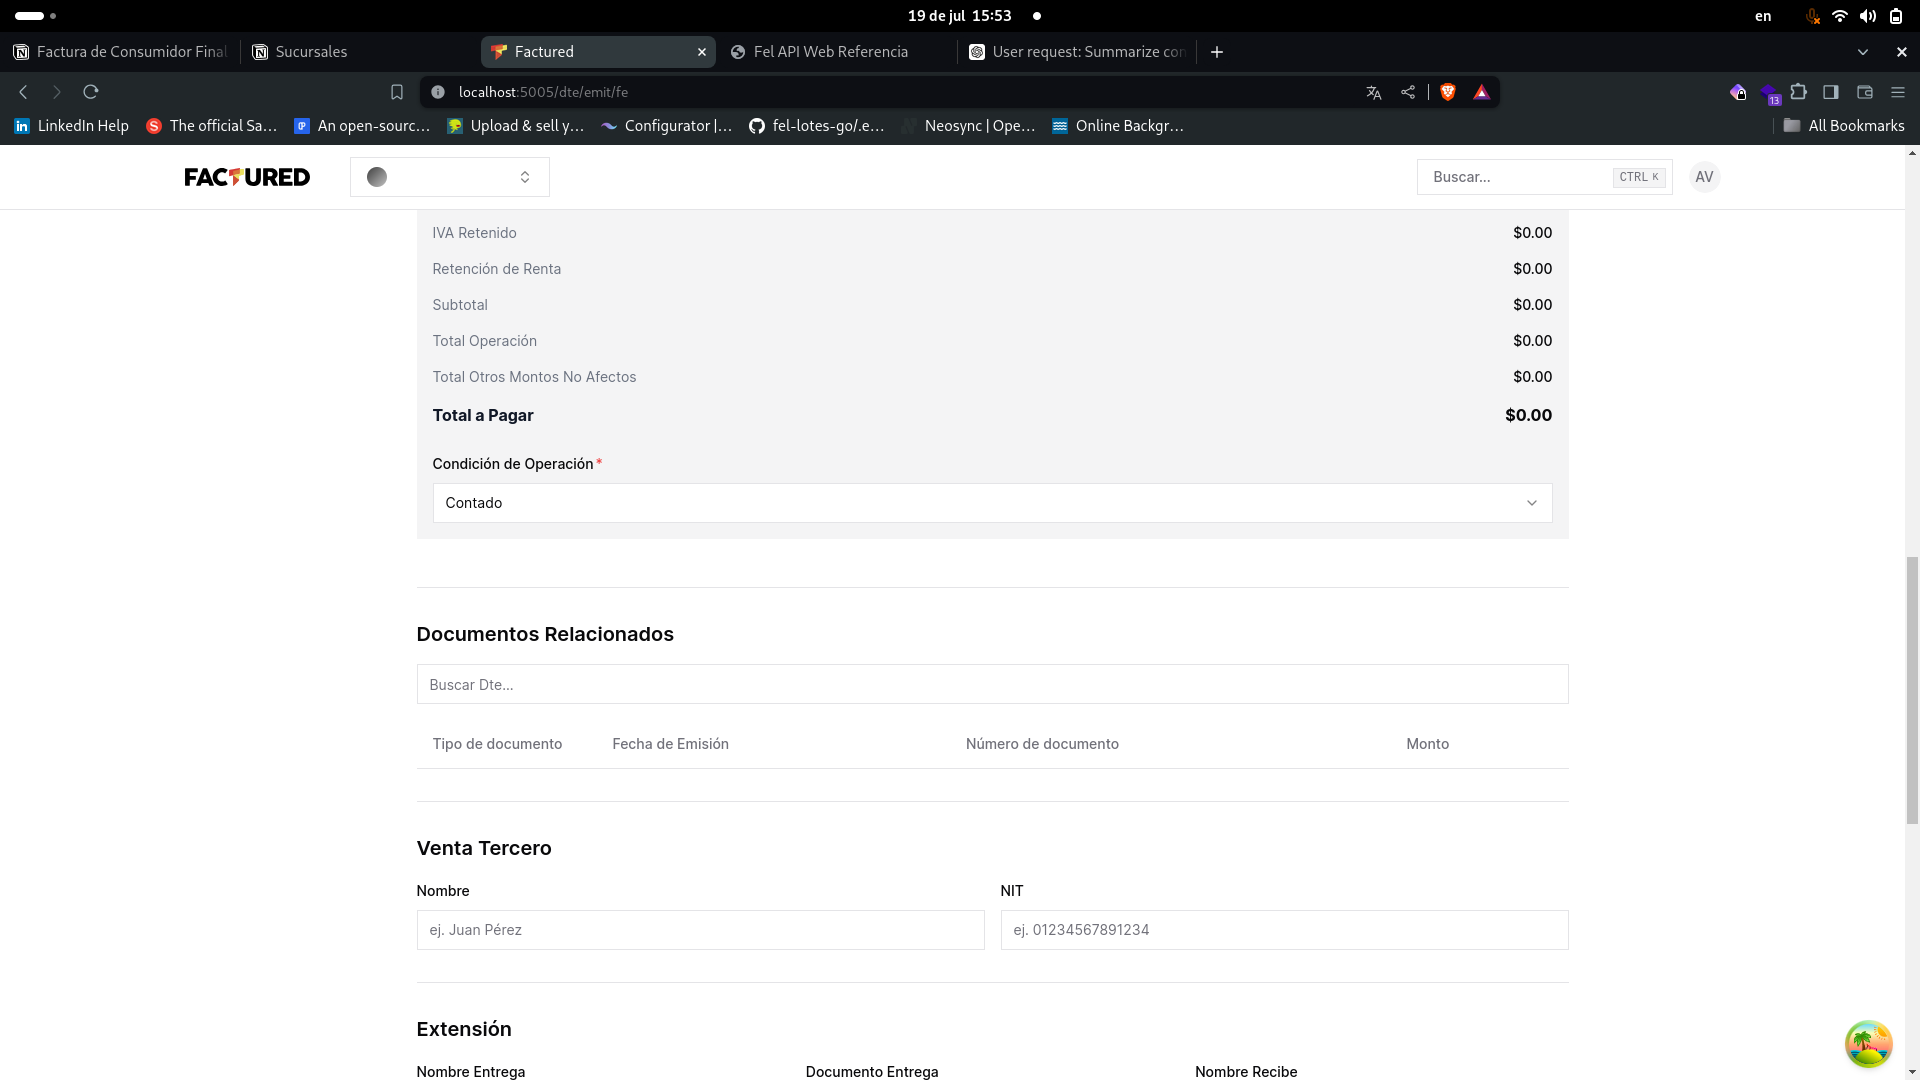 19 de jul 15:53
en
Factura de Consumidor Final
Sucursales
Factured
Fel API Web Referencia
User request: Summarize con
localhost:5005/dte/emit/fe
13
LinkedIn Help
The official Sa...
An open-sourc...
Upload & sell y...
Configurator |...
fel-lotes-go/.e...
Neosync | Ope...
Online Backgr...
All Bookmarks
FACTURED
Buscar...
CTRL K
AV
IVA Retenido $0.00
Retención de Renta $0.00
Subtotal $0.00
Total Operación $0.00
Total Otros Montos No Afectos $0.00
Total a Pagar $0.00
Condición de Operación *
Contado
Documentos Relacionados
Buscar Dte...
Tipo de documento Fecha de Emisión Número de documento Monto
Venta Tercero
Nombre NIT
ej. Juan Pérez ej. 01234567891234
Extensión
Nombre Entrega Documento Entrega Nombre Recibe